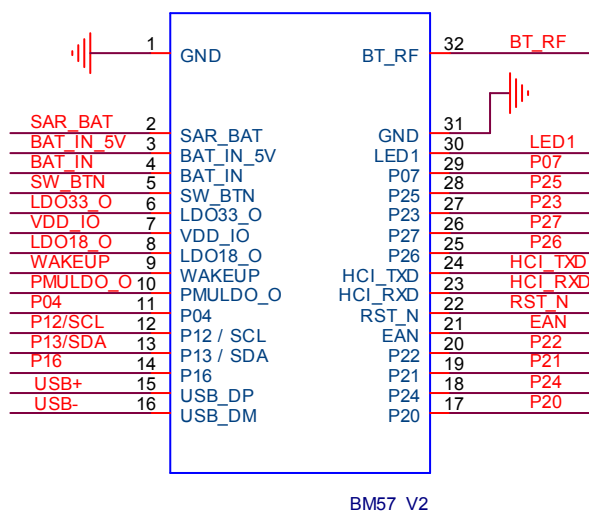 1 GND BT_RF 32 BT_RF
31
SAR_BAT 2 SAR_BAT GND 30 LED1
BAT_IN_5V 3 BAT_IN_5V LED1 29 P07
BAT_IN 4 BAT_IN P07 28 P25
SW_BTN 5 SW_BTN P25 27 P23
LDO33_O 6 LDO33_O P23 26 P27
VDD_IO 7 VDD_IO P27 25 P26
LDO18_O 8 LDO18_O P26 24 HCI_TXD
WAKEUP 9 WAKEUP HCI_TXD 23 HCI_RXD
PMULDO_O 10 PMULDO_O HCI_RXD 22 RST_N
P04 11 P04 RST_N 21 EAN
P12/SCL 12 P12 / SCL EAN 20 P22
P13/SDA 13 P13 / SDA P22 19 P21
P16 14 P16 P21 18 P24
USB+ 15 USB_DP P24 17 P20
USB- 16 USB_DM P20
BM57_V2